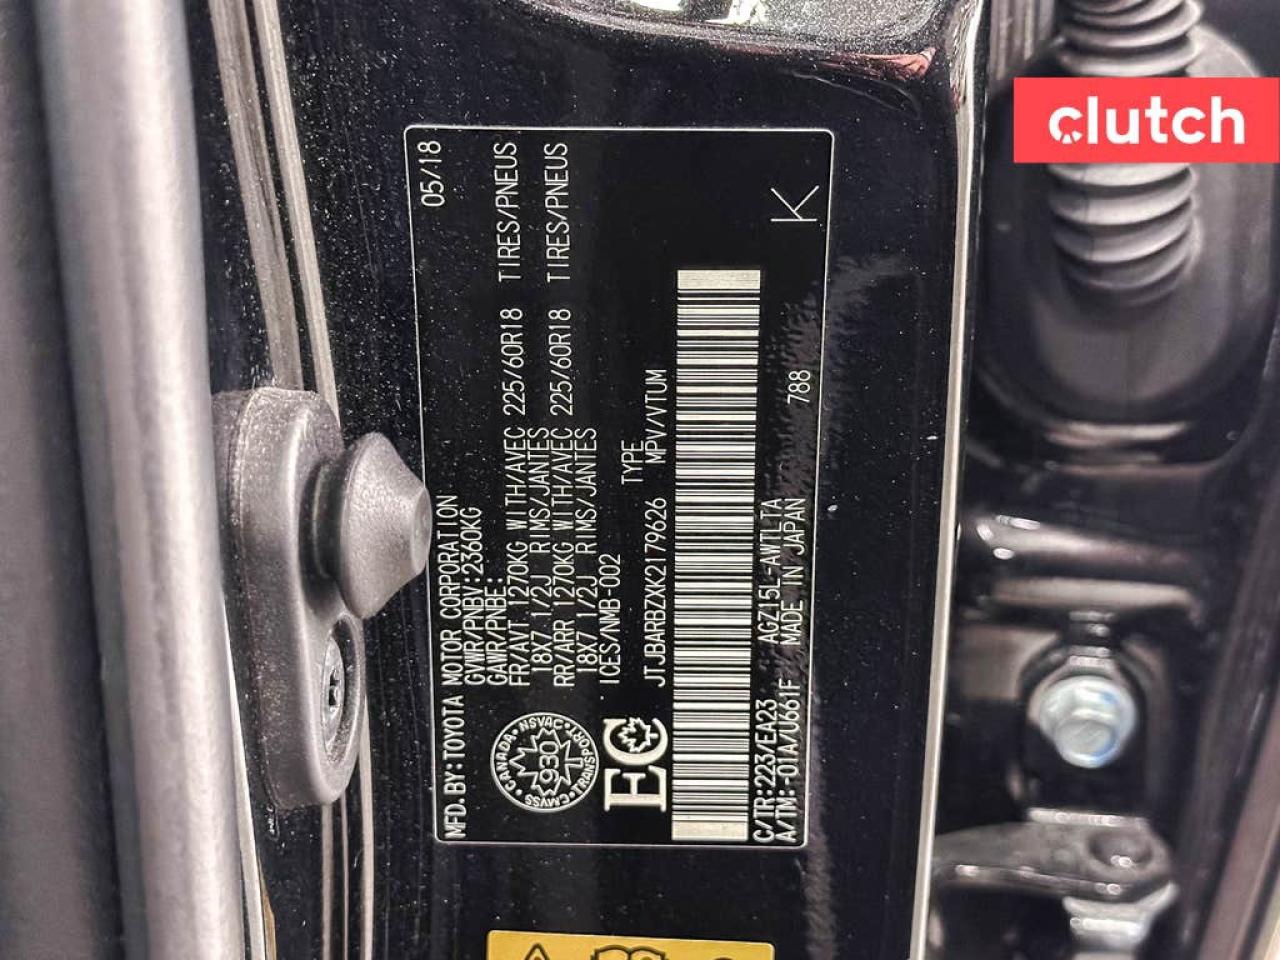 clutch
MFD. BY: TOYOTA MOTOR CORPORATION 05/18
GVWR/PNBV: 2360KG
GAWR/PNBE:
FR/AVT 1270KG WITH/AVEC 225/60R18 TIRES/PNEUS
18X7 1/2J RIMS/JANTES
RR/ARR 1270KG WITH/AVEC 225/60R18 TIRES/PNEUS
18X7 1/2J RIMS/JANTES
ICES/NMB-002
CANADA · NSVAC · TRANSPORT · CMVSS ·
930
EC
JTJBARBZXK2179626 TYPE MPV/VTUM
C/TR:223/EA23 AGZ15L-AWTLTA
A/TM:-01A/U661F MADE IN JAPAN 788
K